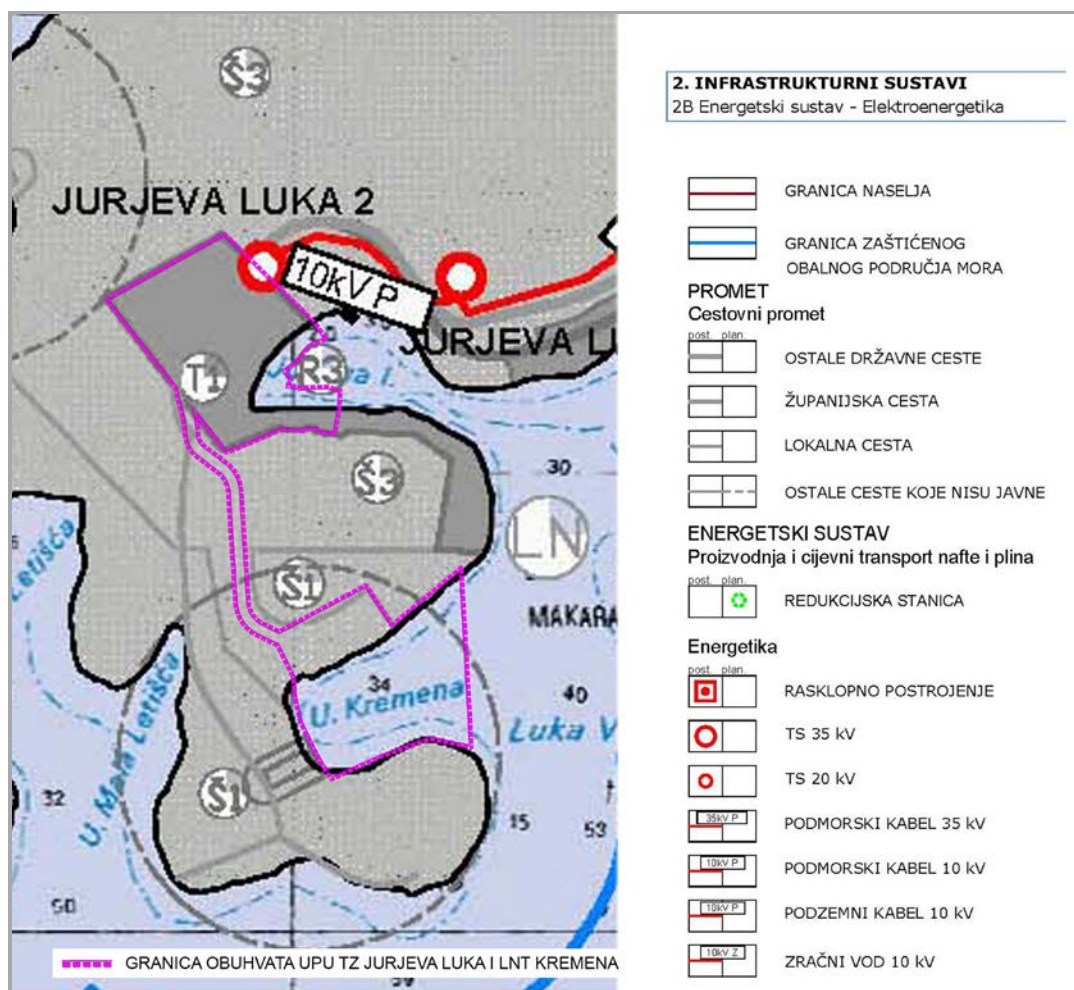 Š3
JURJEVA LUKA 2
10kV P
JURJEVA LU
20
R3
T1
30
Š3
LN
Š1
MAKARA
34
40
U. Kremena
Luka V
U. Mala Letišća
Letišća
Š1
32
15
53
50
GRANICA OBUHVATA UPU TZ JURJEVA LUKA I LNT KREMENA
2. INFRASTRUKTURNI SUSTAVI
2B Energetski sustav - Elektroenergetika
GRANICA NASELJA
GRANICA ZAŠTIĆENOG
OBALNOG PODRUČJA MORA
PROMET
Cestovni promet
post. plan.
OSTALE DRŽAVNE CESTE
ŽUPANIJSKA CESTA
LOKALNA CESTA
OSTALE CESTE KOJE NISU JAVNE
ENERGETSKI SUSTAV
Proizvodnja i cijevni transport nafte i plina
post. plan.
REDUKCIJSKA STANICA
Energetika
post. plan.
RASKLOPNO POSTROJENJE
TS 35 kV
TS 20 kV
35kV P PODMORSKI KABEL 35 kV
10kV P PODMORSKI KABEL 10 kV
10kV P PODZEMNI KABEL 10 kV
10kV Z ZRAČNI VOD 10 kV